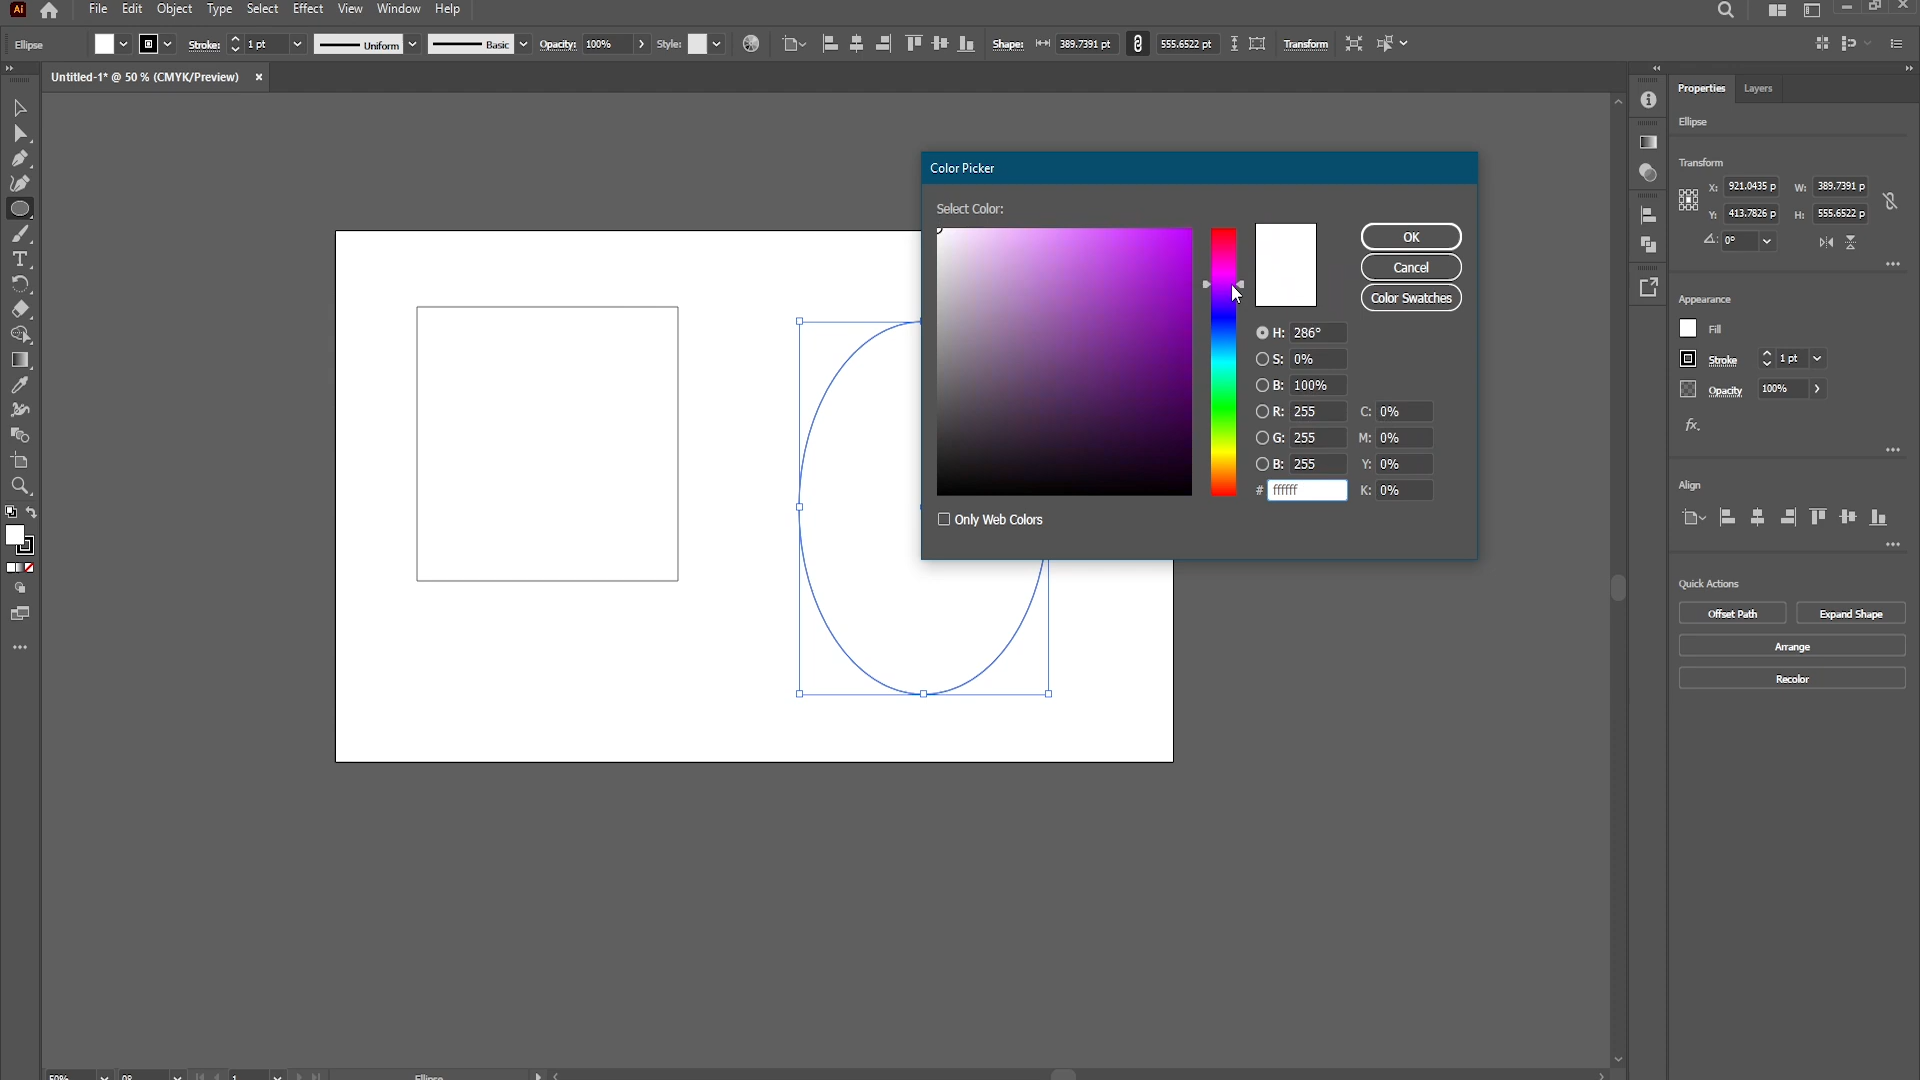 Ai File Edit Object Type Select Effect View Window Help
Ellipse Stroke: 1 pt Uniform Basic Opacity: 100% Style: Shape: 389.7391 pt 555.6522 pt Transform
Untitled-1* @ 50 % (CMYK/Preview) ×
Properties Layers
Ellipse
Transform
X: 921.0435 p W: 389.7391 p
Y: 413.7826 p H: 555.6522 p
0°
Appearance
Fill
Stroke 1 pt
Opacity 100%
fx.
Align
Quick Actions
Offset Path Expand Shape
Arrange
Recolor
Color Picker
Select Color:
OK
Cancel
Color Swatches
H: 286°
S: 0%
B: 100%
R: 255 C: 0%
G: 255 M: 0%
B: 255 Y: 0%
# ffffff K: 0%
Only Web Colors
50% 1 Ellipse